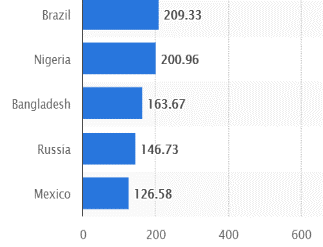 Brazil 209.33
Nigeria 200.96
Bangladesh 163.67
Russia 146.73
Mexico 126.58
0 200 400 600